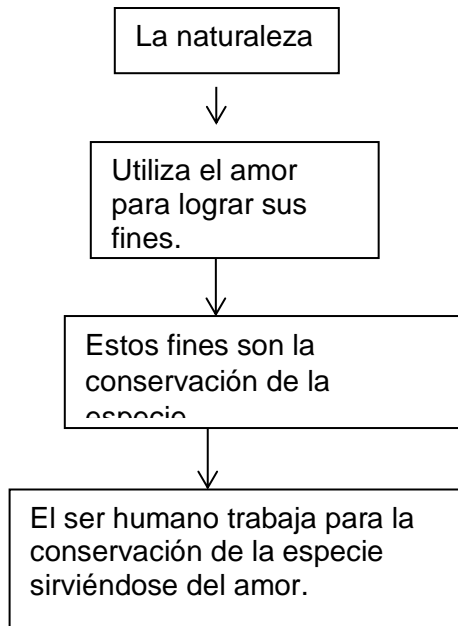 La naturaleza
Utiliza el amor
para lograr sus
fines.
Estos fines son la
conservación de la
especie
El ser humano trabaja para la
conservación de la especie
sirviéndose del amor.